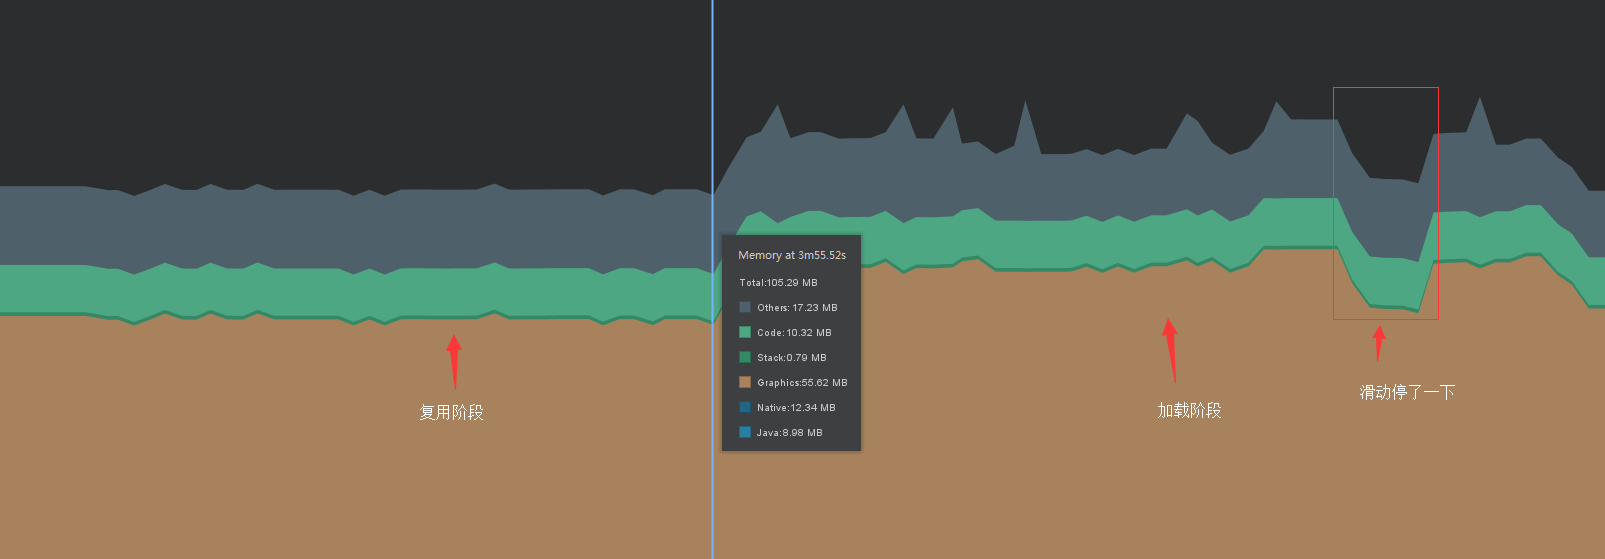 Memory at 3m55.52s
Total:105.29 MB
Others: 17.23 MB
Code: 10.32 MB
Stack:0.79 MB
Graphics:55.62 MB
Native:12.34 MB
Java:8.98 MB
复用阶段
加载阶段
滑动停了一下